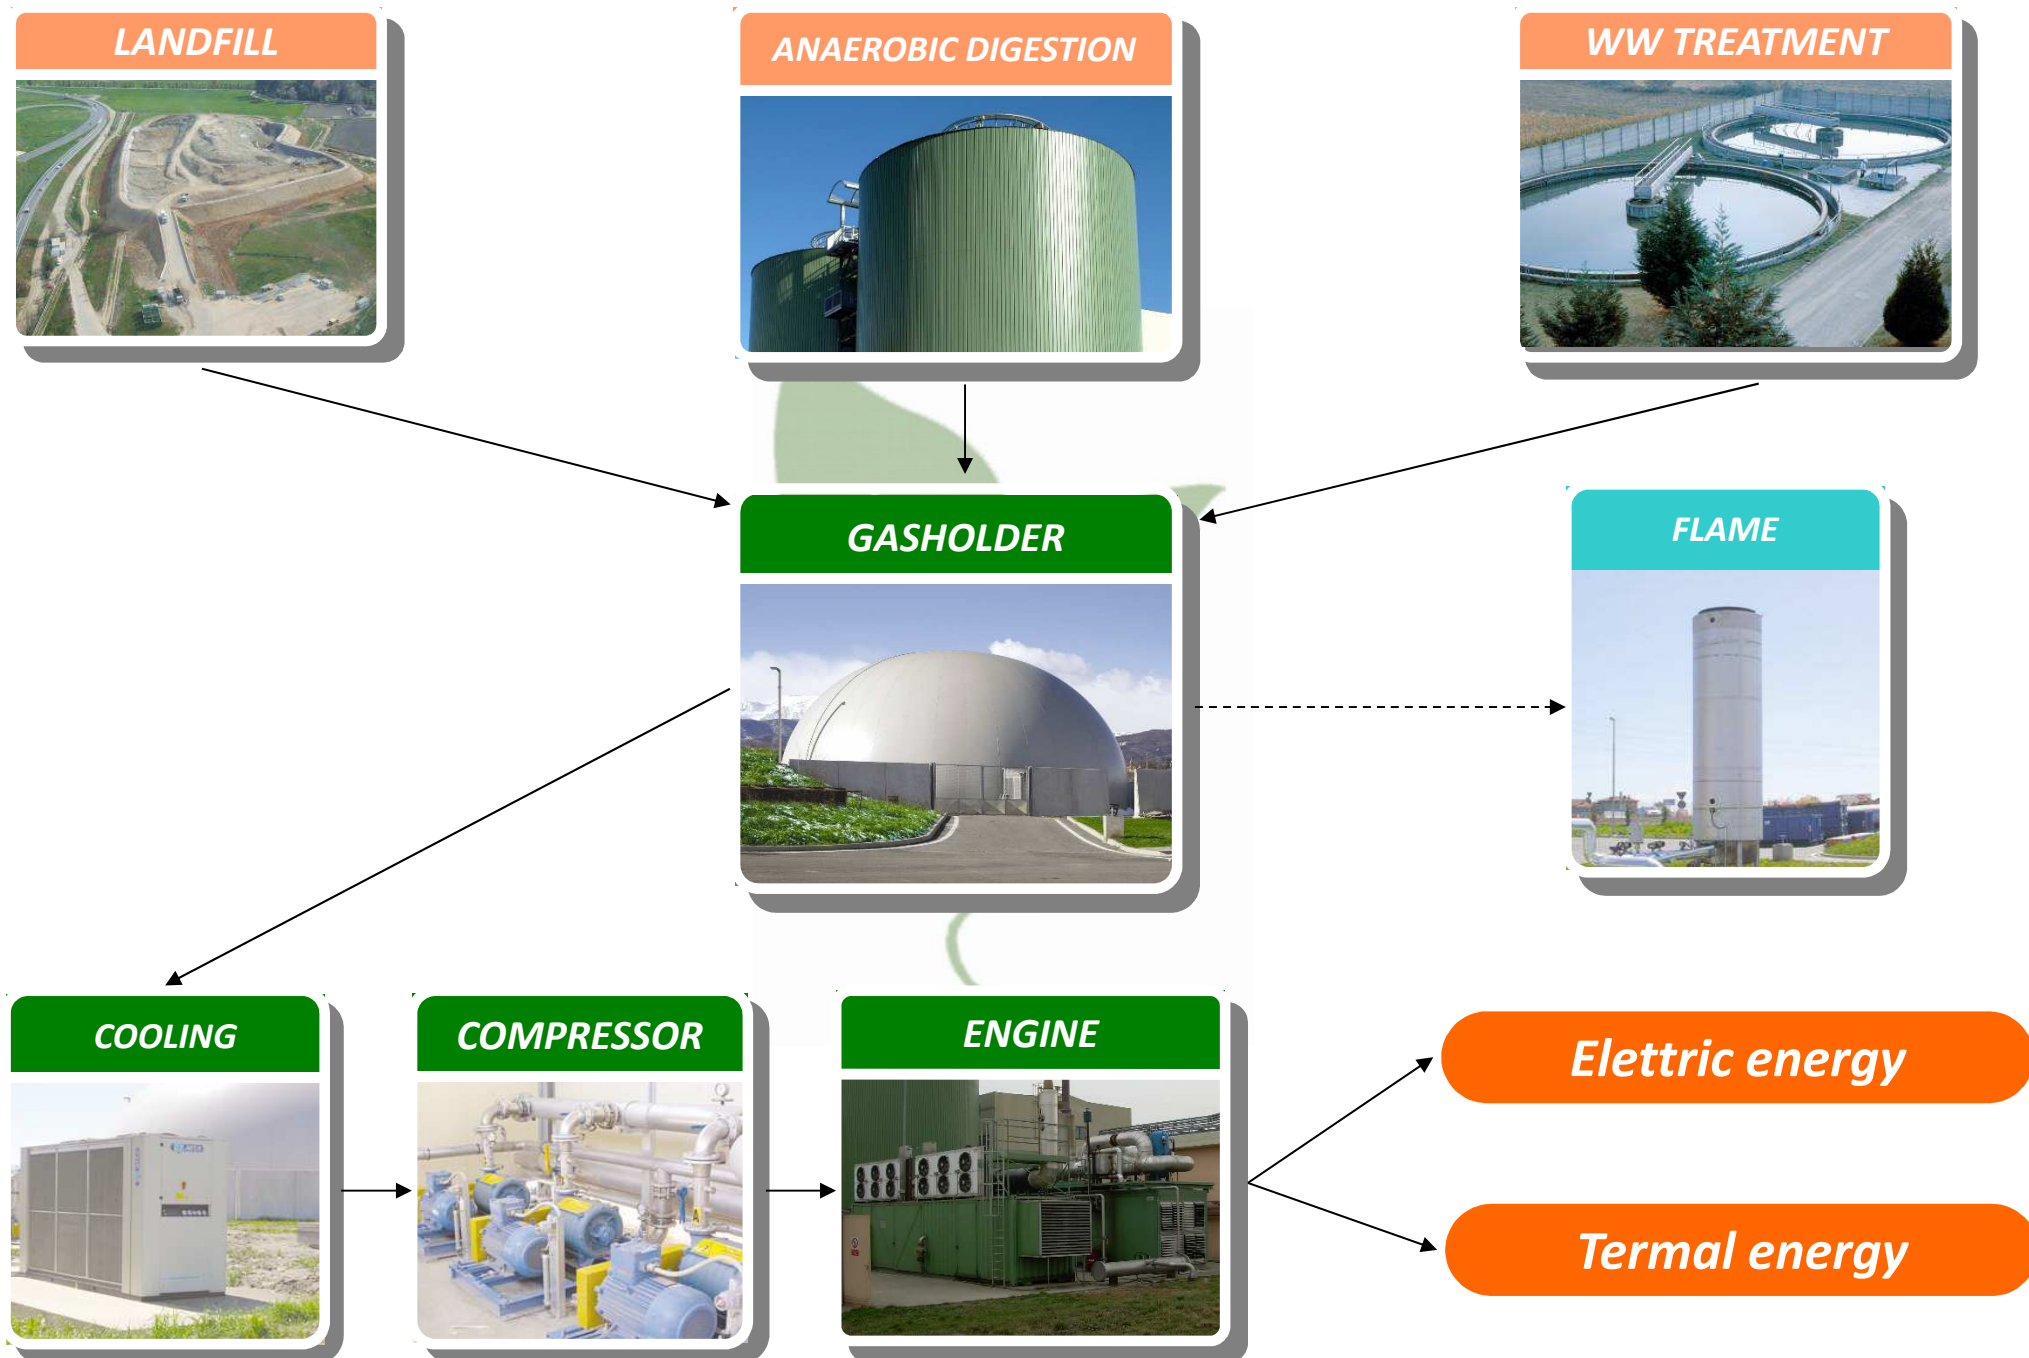 LANDFILL
ANAEROBIC DIGESTION
WW TREATMENT
GASHOLDER
FLAME
COOLING
COMPRESSOR
ENGINE
Elettric energy
Termal energy